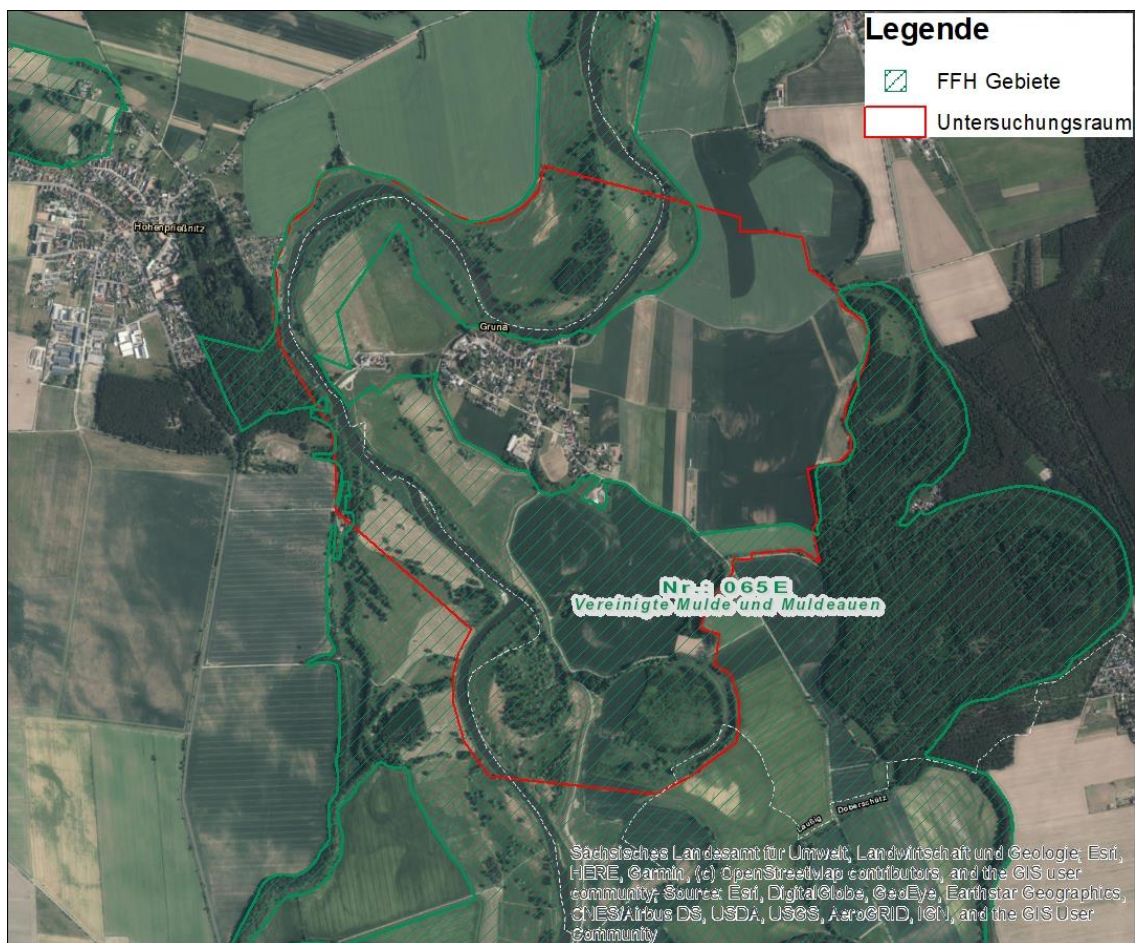 Legende
FFH Gebiete
Untersuchungsraum
Hohenprießnitz
Gruna
Nr.: 065E
Vereinigte Mulde und Muldeauen
Laußig
Doberschütz
Sächsisches Landesamt für Umwelt, Landwirtschaft und Geologie; Esri,
HERE, Garmin, (c) OpenStreetMap contributors, and the GIS user
community, Source: Esri, DigitalGlobe, GeoEye, Earthstar Geographics,
CNES/Airbus DS, USDA, USGS, AeroGRID, IGN, and the GIS User
Community